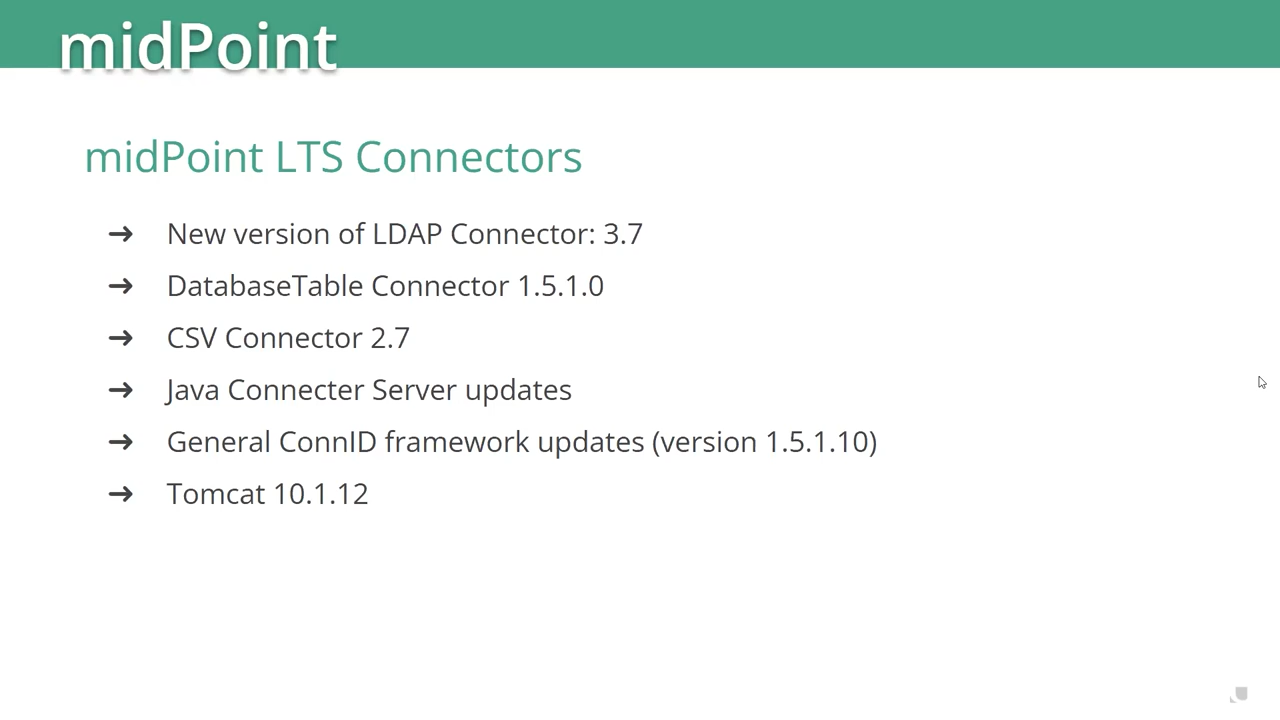 midPoint
midPoint LTS Connectors
➔ New version of LDAP Connector: 3.7
➔ DatabaseTable Connector 1.5.1.0
➔ CSV Connector 2.7
➔ Java Connecter Server updates
➔ General ConnID framework updates (version 1.5.1.10)
➔ Tomcat 10.1.12